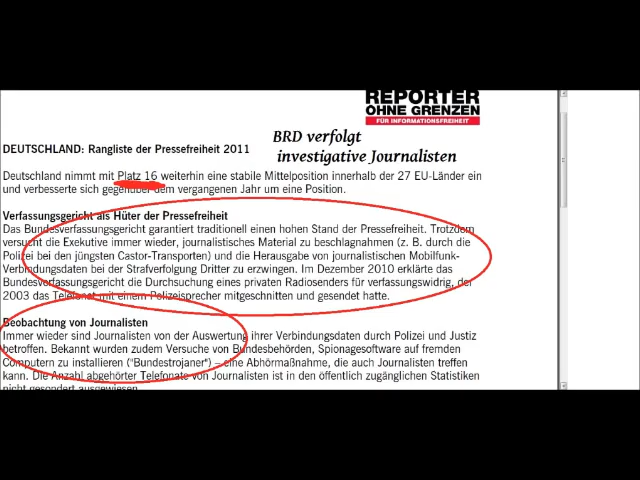 REPORTER
OHNE GRENZEN
FÜR INFORMATIONSFREIHEIT
BRD verfolgt
investigative Journalisten
DEUTSCHLAND: Rangliste der Pressefreiheit 2011
Deutschland nimmt mit Platz 16 weiterhin eine stabile Mittelposition innerhalb der 27 EU-Länder ein
und verbesserte sich gegenüber dem vergangenen Jahr um eine Position.
Verfassungsgericht als Hüter der Pressefreiheit
Das Bundesverfassungsgericht garantiert traditionell einen hohen Stand der Pressefreiheit. Trotzdem
versucht die Exekutive immer wieder, journalistisches Material zu beschlagnahmen (z. B. durch die
Polizei bei den jüngsten Castor-Transporten) und die Herausgabe von journalistischen Mobilfunk-
Verbindungsdaten bei der Strafverfolgung Dritter zu erzwingen. Im Dezember 2010 erklärte das
Bundesverfassungsgericht die Durchsuchung eines privaten Radiosenders für verfassungswidrig, der
2003 das Telefonat mit einem Polizeisprecher mitgeschnitten und gesendet hatte.
Beobachtung von Journalisten
Immer wieder sind Journalisten von der Auswertung ihrer Verbindungsdaten durch Polizei und Justiz
betroffen. Bekannt wurden zudem Versuche von Bundesbehörden, Spionagesoftware auf fremden
Computern zu installieren ("Bundestrojaner") – eine Abhörmaßnahme, die auch Journalisten treffen
kann. Die Anzahl abgehörter Telefonate von Journalisten ist in den öffentlich zugänglichen Statistiken
nicht gesondert ausgewiesen.